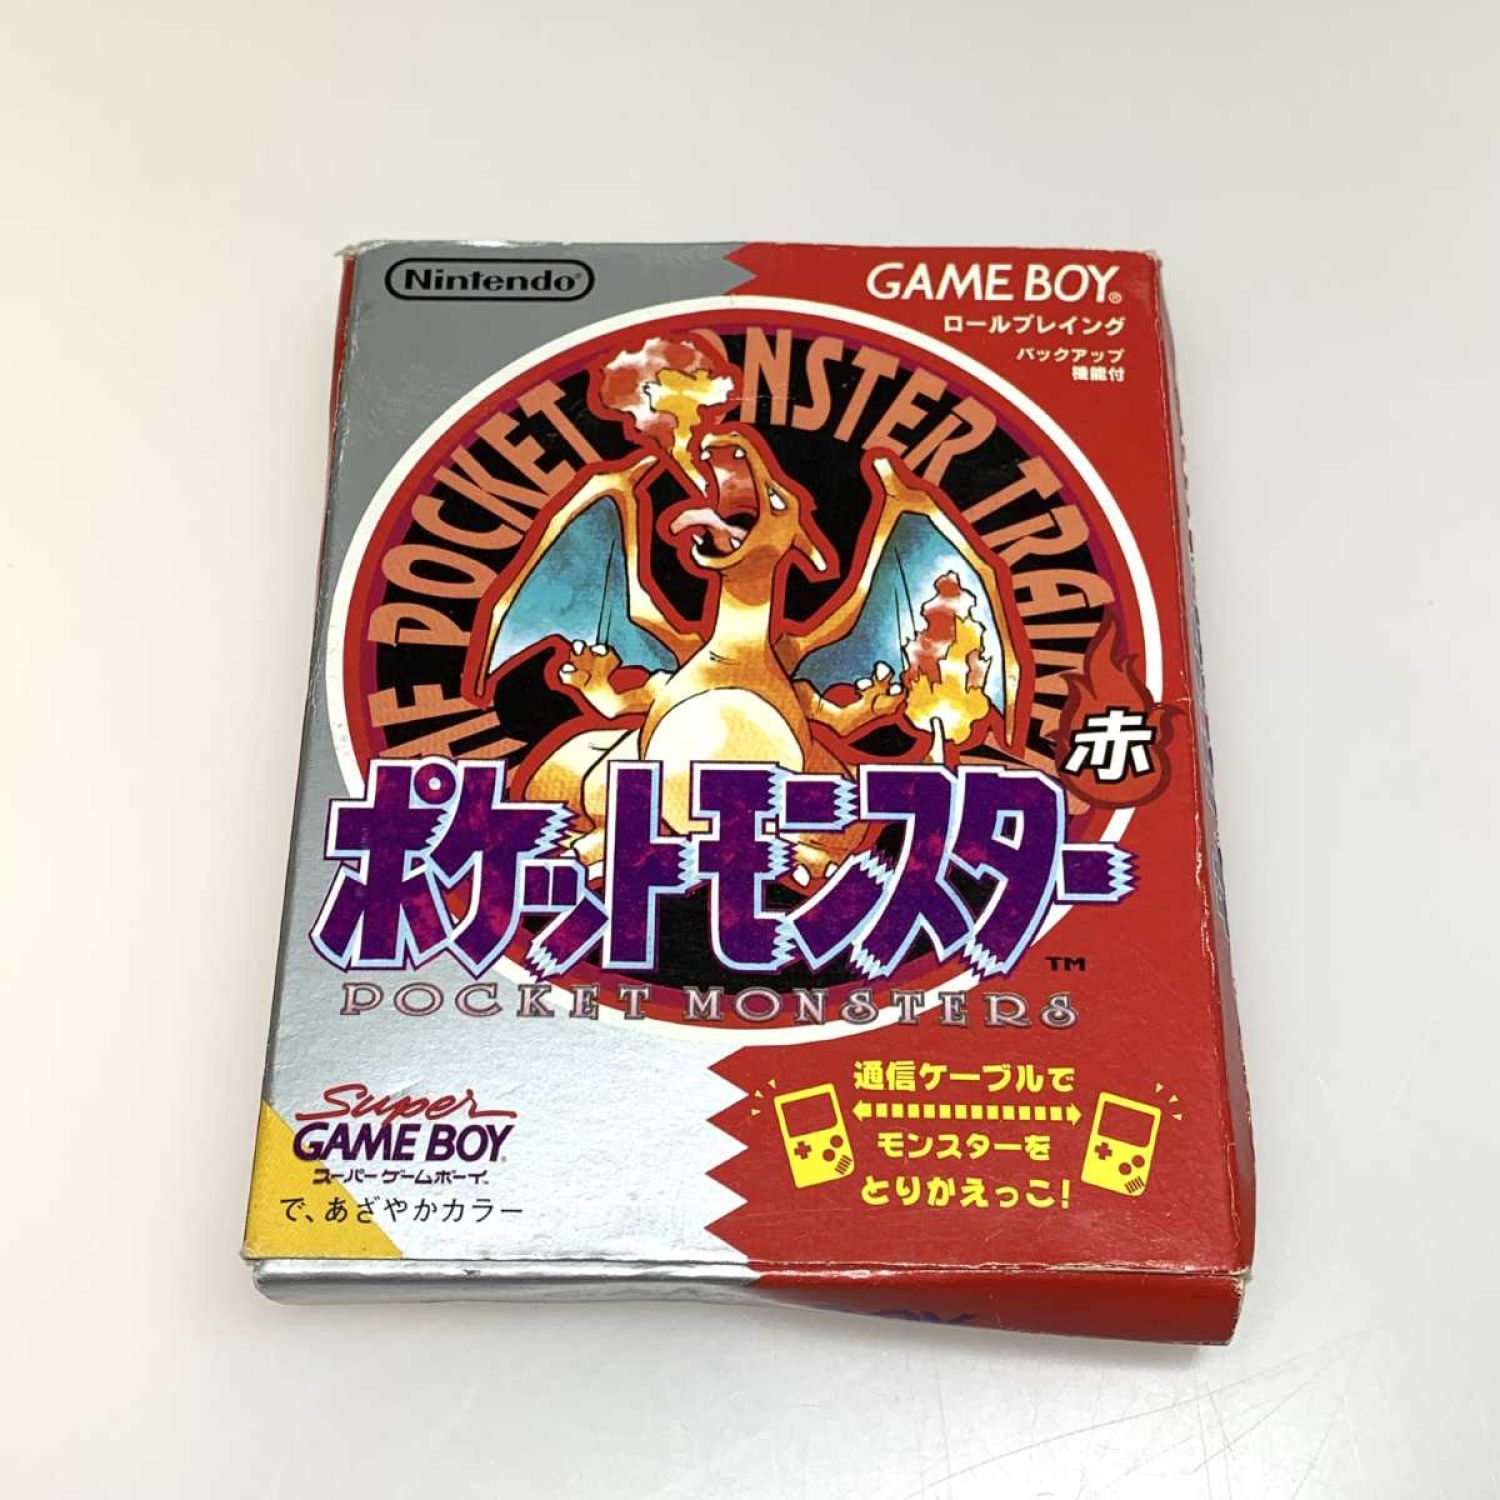 Nintendo®
GAME BOY®
ロールプレイング
バックアップ
機能付
POCKET MONSTER TRAINE
赤
ポケットモンスター
TM
POCKET MONSTERS
通信ケーブルで
モンスターを
とりかえっこ!
Super
GAME BOY
スーパーゲームボーイ
で、あざやかカラー